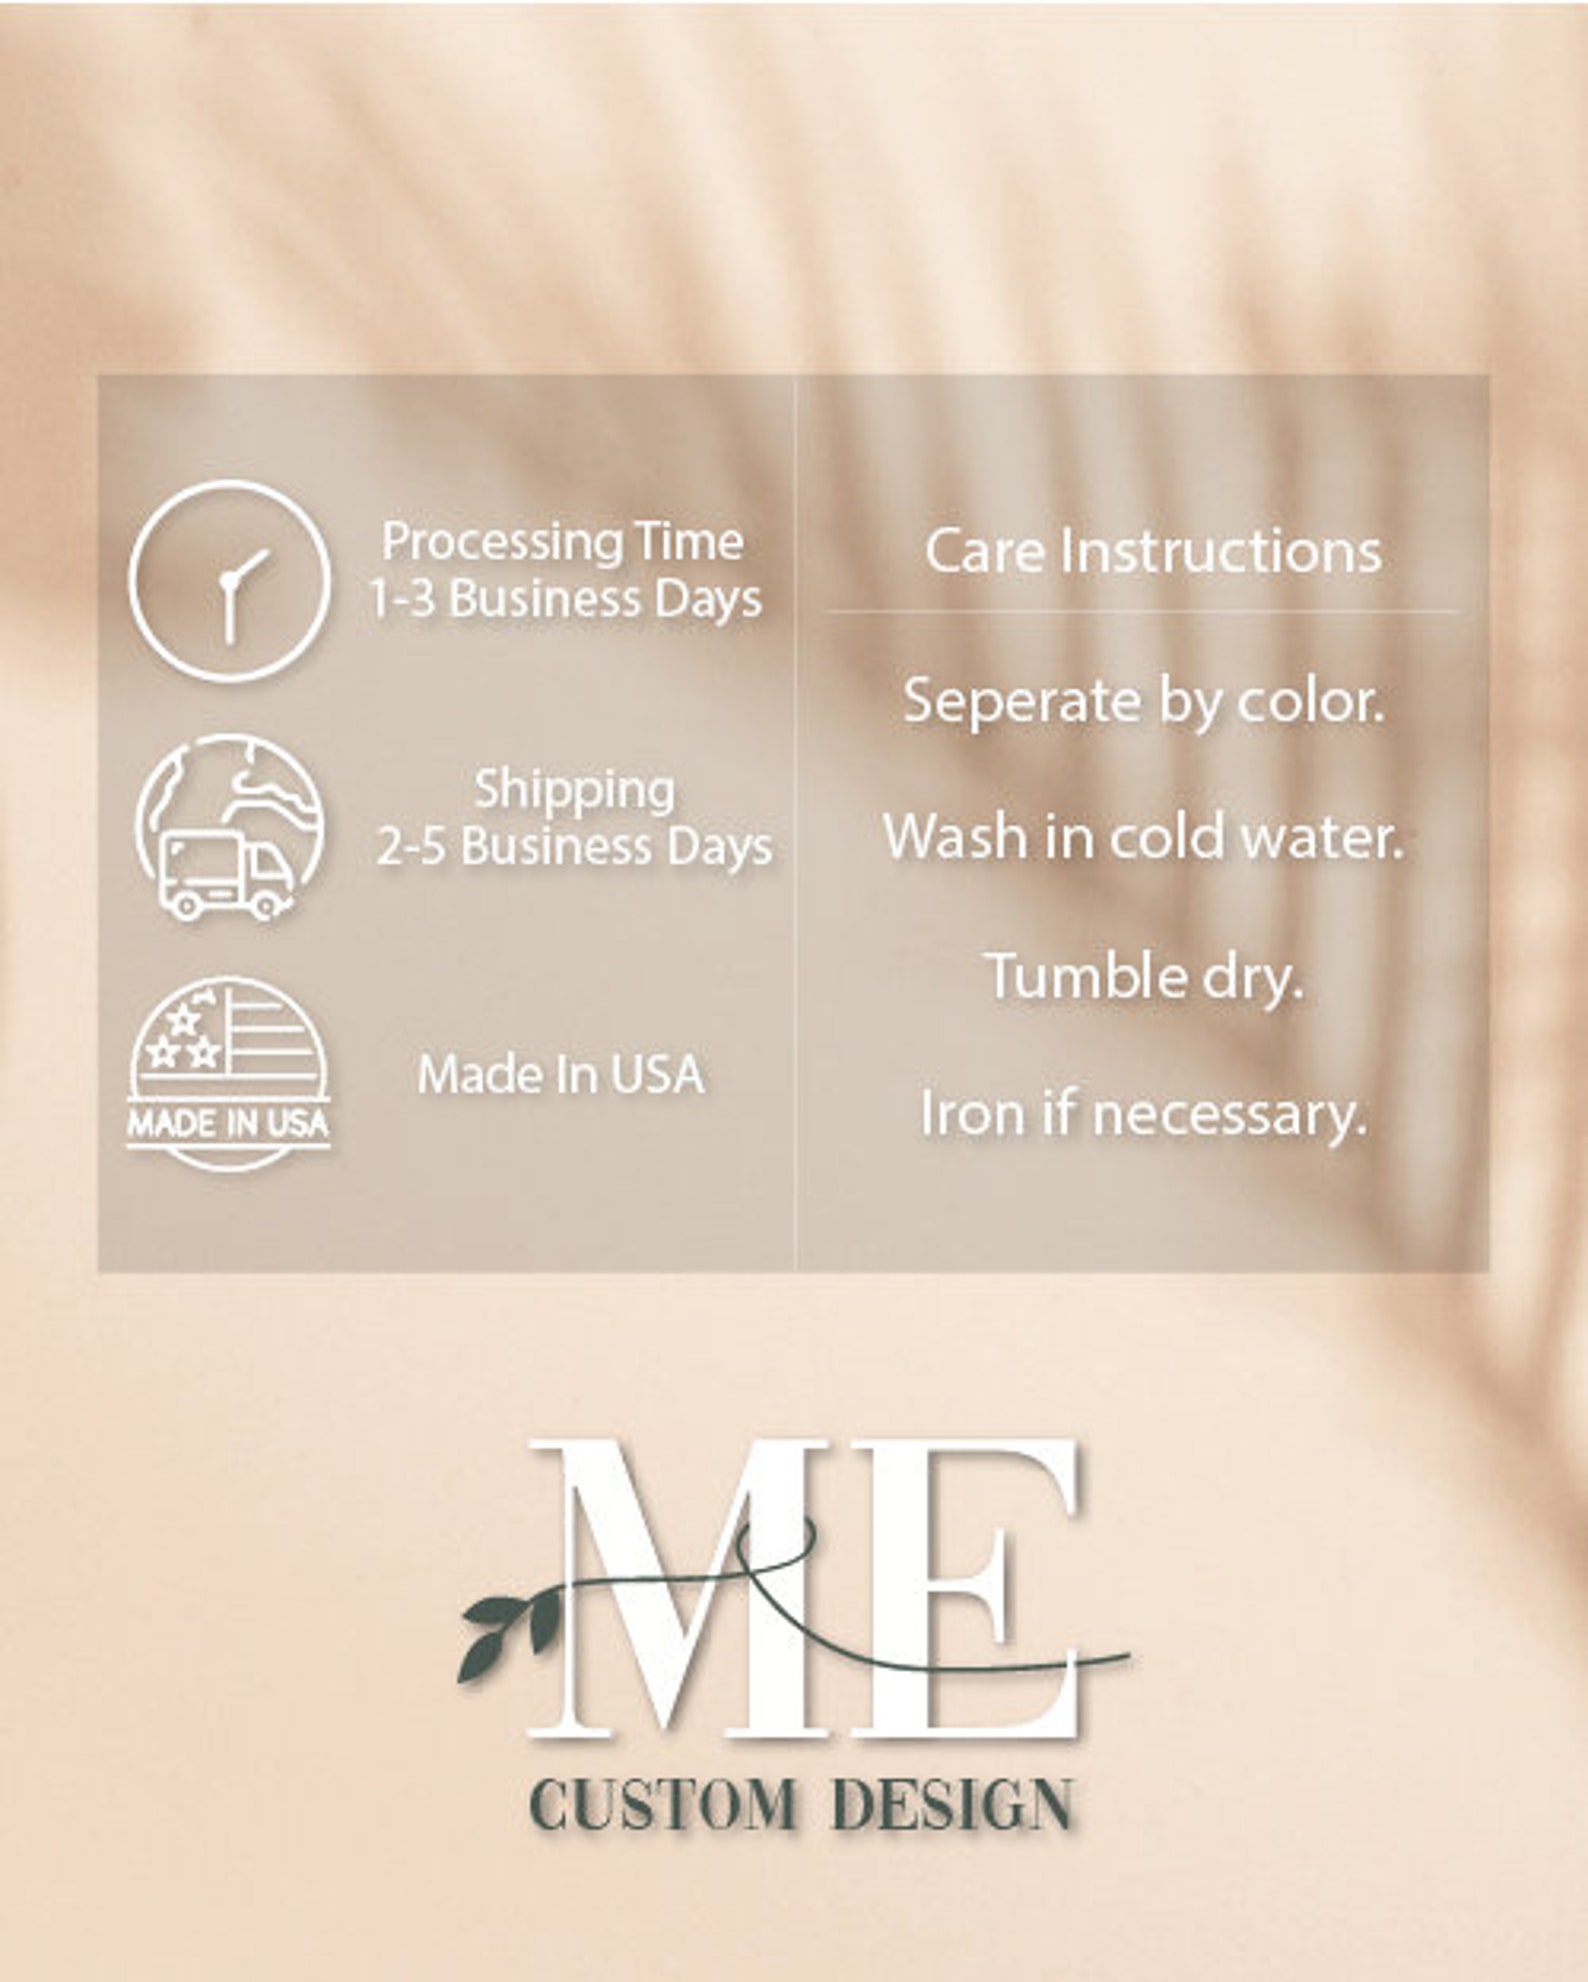 Processing Time
1-3 Business Days
Shipping
2-5 Business Days
MADE IN USA
Made In USA
Care Instructions
Seperate by color.
Wash in cold water.
Tumble dry.
Iron if necessary.
ME
CUSTOM DESIGN